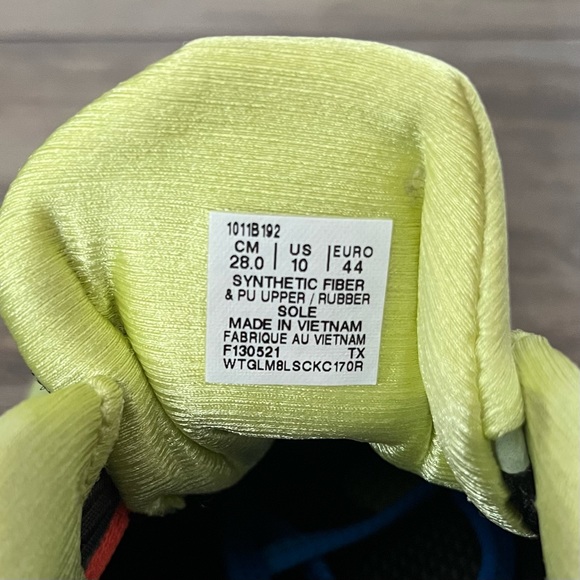 1011B192
CM | US | EURO
28.0 | 10 | 44
SYNTHETIC FIBER
& PU UPPER / RUBBER
SOLE
MADE IN VIETNAM
FABRIQUE AU VIETNAM
F130521 TX
WTGLM8LSCKC170R